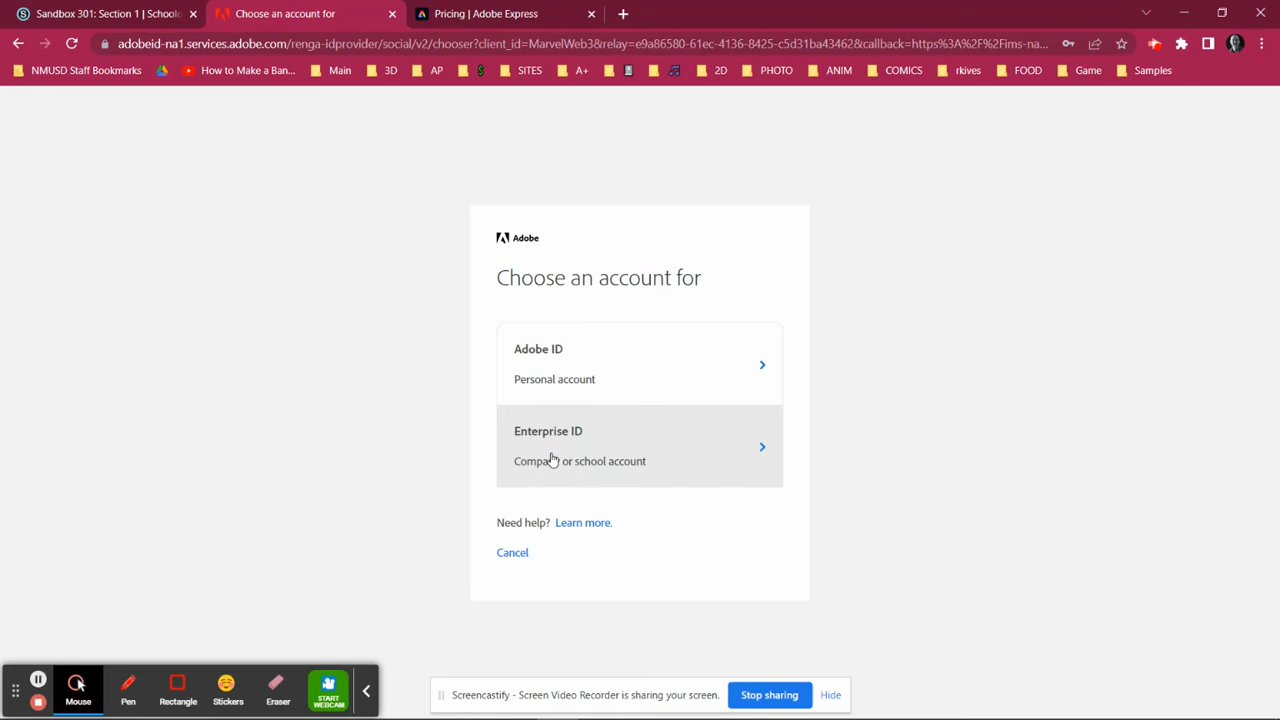 Sandbox 301: Section 1 | School
Choose an account for
Pricing | Adobe Express
adobeid-na1.services.adobe.com/renga-idprovider/social/v2/chooser?client_id=MarvelWeb3&relay=e9a86580-61ec-4136-8425-c5d31ba43462&callback=https%3A%2F%2Fims-na...
NMUSD Staff Bookmarks
How to Make a Ban...
Main
3D
AP
SITES
A+
2D
PHOTO
ANIM
COMICS
rkives
FOOD
Game
Samples
Adobe
Choose an account for
Adobe ID
Personal account
Enterprise ID
Company or school account
Need help? Learn more.
Cancel
Mouse
Pen
Rectangle
Stickers
Eraser
START
WEBCAM
Screencastify - Screen Video Recorder is sharing your screen.
Stop sharing
Hide